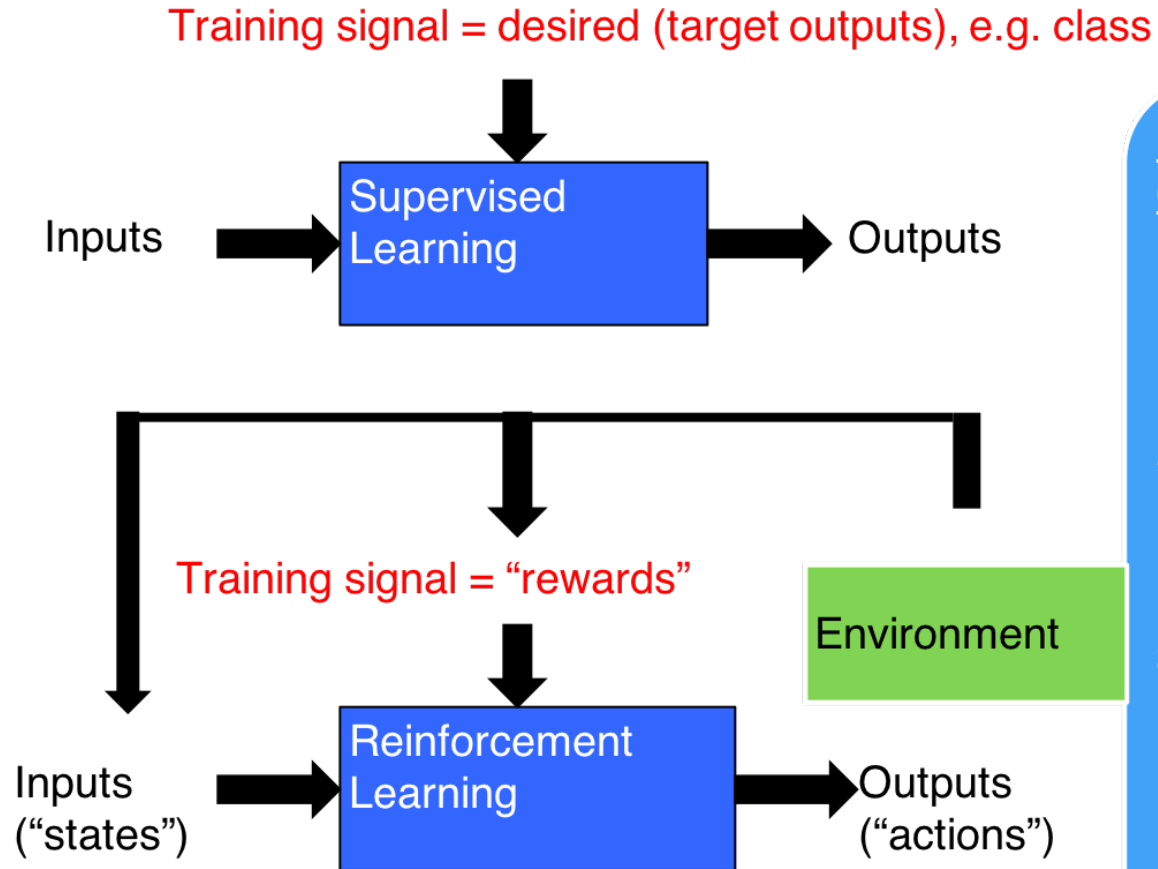 Training signal = desired (target outputs), e.g. class
Supervised
Learning
Inputs
Outputs
Training signal = “rewards”
Environment
Reinforcement
Learning
Inputs
(“states”)
Outputs
(“actions”)